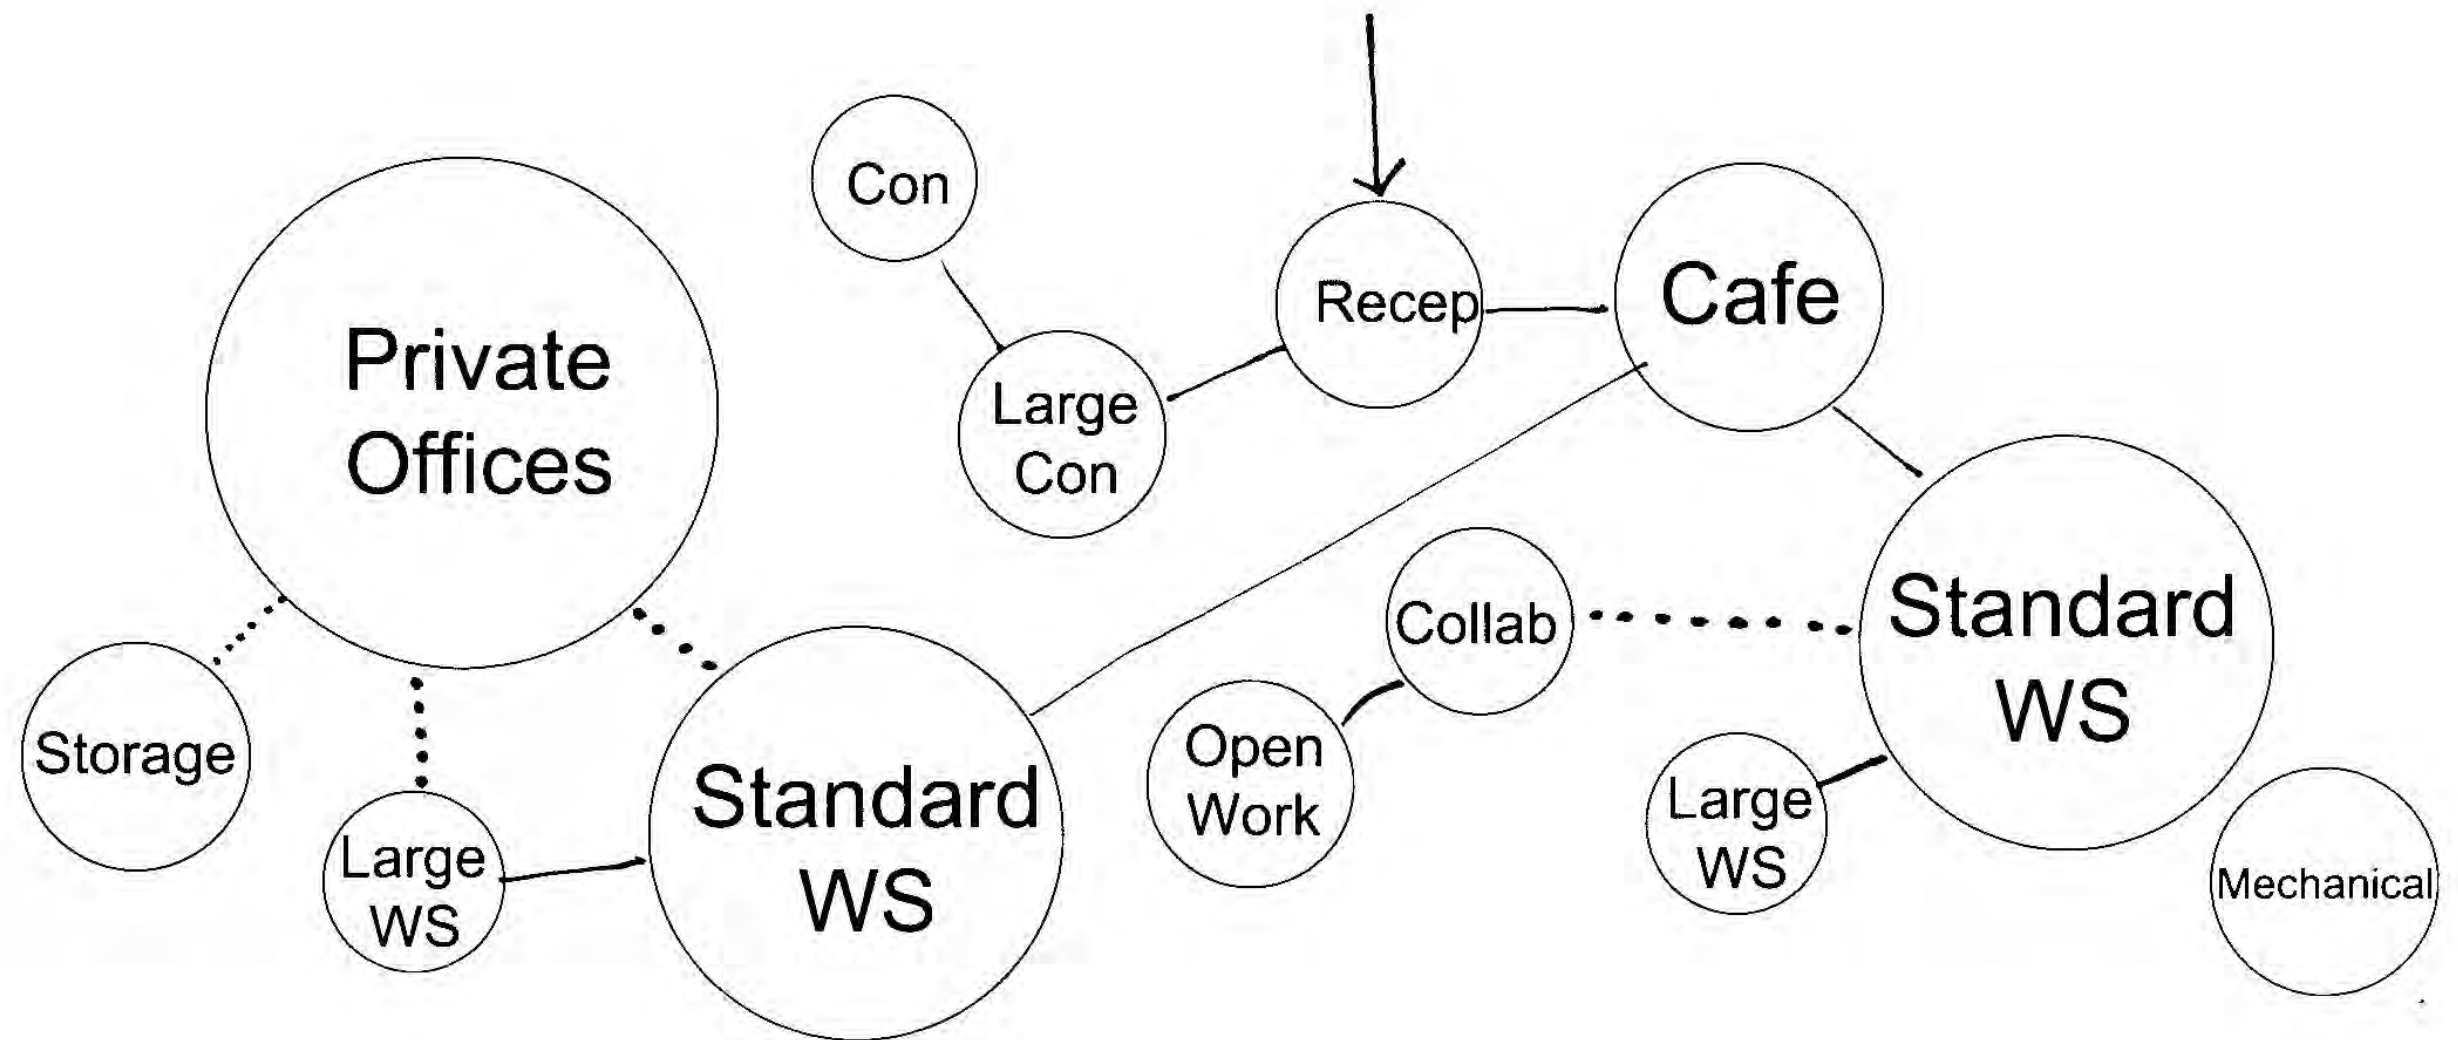 Con
Recep
Cafe
Private
Offices
Large
Con
Standard
WS
Collab
Open
Work
Storage
Large
WS
Standard
WS
Large
WS
Mechanical